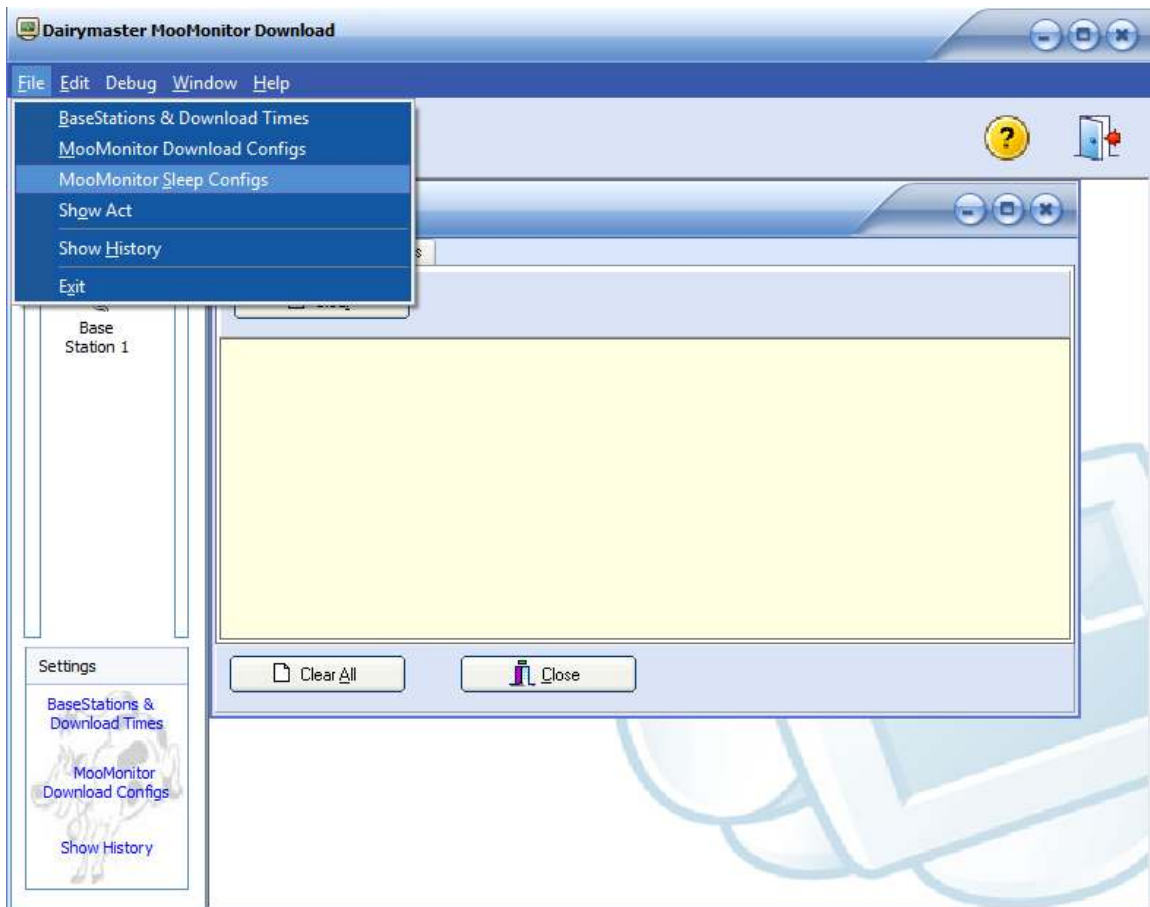 Dairymaster MooMonitor Download
File Edit Debug Window Help
BaseStations & Download Times
MooMonitor Download Configs
MooMonitor Sleep Configs
Show Act
Show History
Exit
Base
Station 1
Clear All
Close
Settings
BaseStations &
Download Times
MooMonitor
Download Configs
Show History